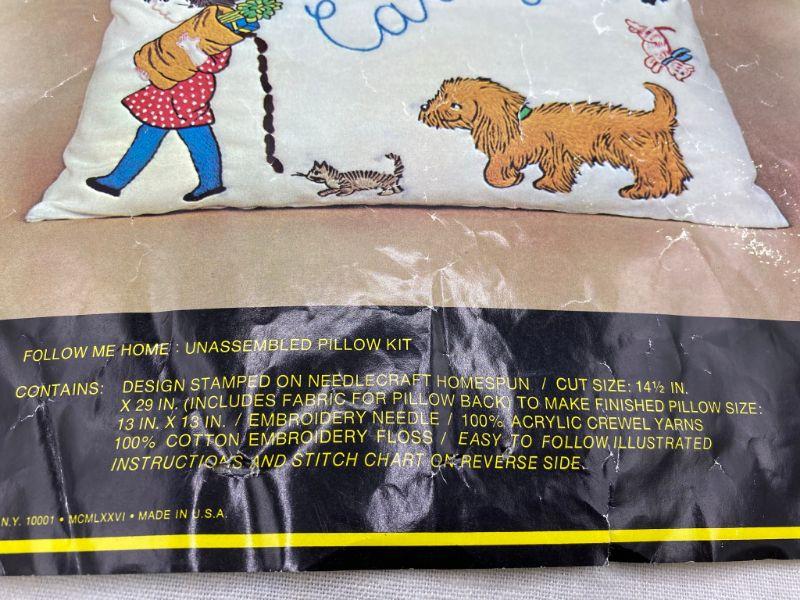 FOLLOW ME HOME : UNASSEMBLED PILLOW KIT
CONTAINS: DESIGN STAMPED ON NEEDLECRAFT HOMESPUN / CUT SIZE: 14½ IN.
X 29 IN. (INCLUDES FABRIC FOR PILLOW BACK) TO MAKE FINISHED PILLOW SIZE:
13 IN. X 13 IN. / EMBROIDERY NEEDLE / 100% ACRYLIC CREWEL YARNS
100% COTTON EMBROIDERY FLOSS / EASY TO FOLLOW ILLUSTRATED
INSTRUCTIONS AND STITCH CHART ON REVERSE SIDE.
N.Y. 10001 • MCMLXXVI • MADE IN U.S.A.